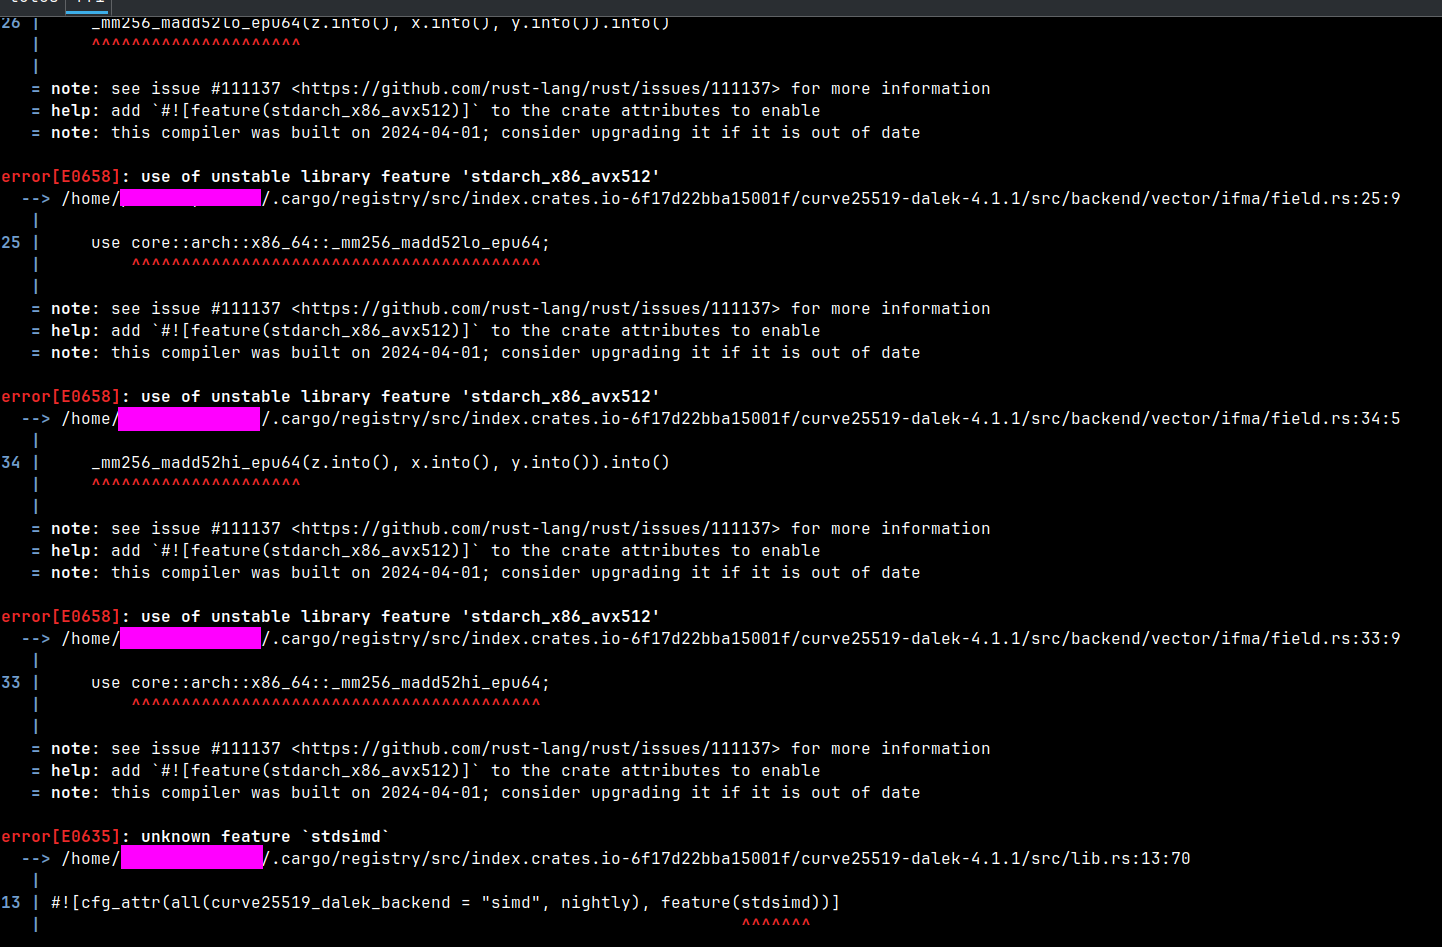 26 |     _mm256_madd52lo_epu64(z.into(), x.into(), y.into()).into()
   |     ^^^^^^^^^^^^^^^^^^^^^
   |
   = note: see issue #111137 <https://github.com/rust-lang/rust/issues/111137> for more information
   = help: add `#![feature(stdarch_x86_avx512)]` to the crate attributes to enable
   = note: this compiler was built on 2024-04-01; consider upgrading it if it is out of date
error[E0658]: use of unstable library feature 'stdarch_x86_avx512'
  --> /home/ /.cargo/registry/src/index.crates.io-6f17d22bba15001f/curve25519-dalek-4.1.1/src/backend/vector/ifma/field.rs:25:9
   |
25 |     use core::arch::x86_64::_mm256_madd52lo_epu64;
   |         ^^^^^^^^^^^^^^^^^^^^^^^^^^^^^^^^^^^^^^^^^
   |
   = note: see issue #111137 <https://github.com/rust-lang/rust/issues/111137> for more information
   = help: add `#![feature(stdarch_x86_avx512)]` to the crate attributes to enable
   = note: this compiler was built on 2024-04-01; consider upgrading it if it is out of date
error[E0658]: use of unstable library feature 'stdarch_x86_avx512'
  --> /home/ /.cargo/registry/src/index.crates.io-6f17d22bba15001f/curve25519-dalek-4.1.1/src/backend/vector/ifma/field.rs:34:5
   |
34 |     _mm256_madd52hi_epu64(z.into(), x.into(), y.into()).into()
   |     ^^^^^^^^^^^^^^^^^^^^^
   |
   = note: see issue #111137 <https://github.com/rust-lang/rust/issues/111137> for more information
   = help: add `#![feature(stdarch_x86_avx512)]` to the crate attributes to enable
   = note: this compiler was built on 2024-04-01; consider upgrading it if it is out of date
error[E0658]: use of unstable library feature 'stdarch_x86_avx512'
  --> /home/ /.cargo/registry/src/index.crates.io-6f17d22bba15001f/curve25519-dalek-4.1.1/src/backend/vector/ifma/field.rs:33:9
   |
33 |     use core::arch::x86_64::_mm256_madd52hi_epu64;
   |         ^^^^^^^^^^^^^^^^^^^^^^^^^^^^^^^^^^^^^^^^^
   |
   = note: see issue #111137 <https://github.com/rust-lang/rust/issues/111137> for more information
   = help: add `#![feature(stdarch_x86_avx512)]` to the crate attributes to enable
   = note: this compiler was built on 2024-04-01; consider upgrading it if it is out of date
error[E0635]: unknown feature `stdsimd`
  --> /home/ /.cargo/registry/src/index.crates.io-6f17d22bba15001f/curve25519-dalek-4.1.1/src/lib.rs:13:70
   |
13 | #![cfg_attr(all(curve25519_dalek_backend = "simd", nightly), feature(stdsimd))]
   |                                                                      ^^^^^^^